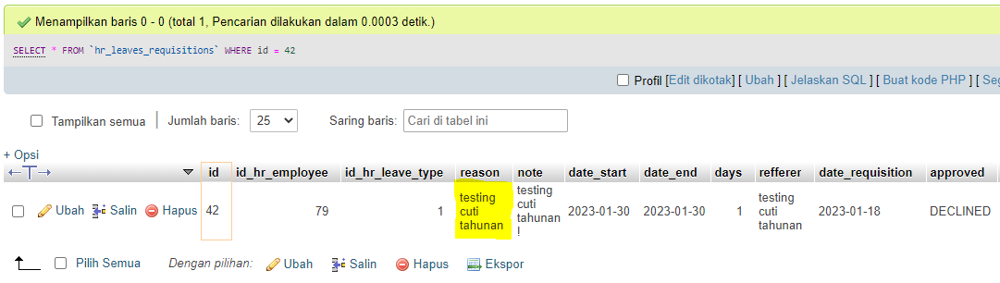 Menampilkan baris 0 - 0 (total 1, Pencarian dilakukan dalam 0.0003 detik.)
SELECT * FROM `hr_leaves_requisitions` WHERE id = 42
Profil [Edit dikotak] [ Ubah ] [ Jelaskan SQL ] [ Buat kode PHP ] [ Seg
Tampilkan semua | Jumlah baris: 25 Saring baris: Cari di tabel ini
+ Opsi
←T→ id id_hr_employee id_hr_leave_type reason note date_start date_end days refferer date_requisition approved
Ubah Salin Hapus 42 79 1 testing cuti tahunan testing cuti tahunan ! 2023-01-30 2023-01-30 1 testing cuti tahunan 2023-01-18 DECLINED
Pilih Semua Dengan pilihan: Ubah Salin Hapus Ekspor